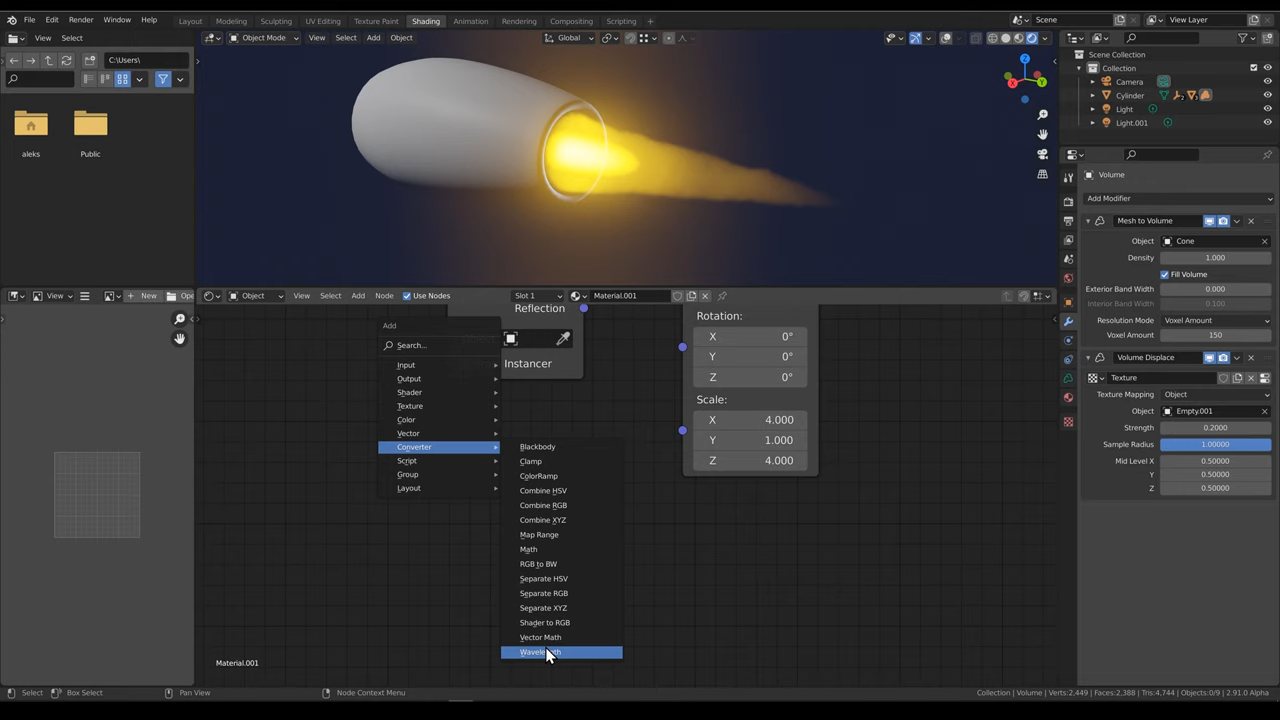 File Edit Render Window Help Layout Modeling Sculpting UV Editing Texture Paint Shading Animation Rendering Compositing Scripting + Scene View Layer
View Select Object Mode View Select Add Object Global
C:\Users\
aleks Public
Scene Collection
Collection
Camera
Cylinder
Light
Light.001
Volume
Add Modifier
Mesh to Volume
Object Cone
Density 1.000
Fill Volume
Exterior Band Width 0.000
Interior Band Width 0.100
Resolution Mode Voxel Amount
Voxel Amount 150
Volume Displace
Texture
Texture Mapping Object
Object Empty.001
Strength 0.2000
Sample Radius 1.00000
Mid Level X 0.50000
Y 0.50000
Z 0.50000
View + New Ope
Object View Select Add Node Use Nodes Slot 1 Material.001
Reflection
Instancer
Add
Search...
Input
Output
Shader
Texture
Color
Vector
Converter
Script
Group
Layout
Blackbody
Clamp
ColorRamp
Combine HSV
Combine RGB
Combine XYZ
Map Range
Math
RGB to BW
Separate HSV
Separate RGB
Separate XYZ
Shader to RGB
Vector Math
Wavelength
Rotation:
X 0°
Y 0°
Z 0°
Scale:
X 4.000
Y 1.000
Z 4.000
Material.001
Select Box Select Pan View Node Context Menu Collection | Volume | Verts:2,449 | Faces:2,388 | Tris:4,744 | Objects:0/9 | 2.91.0 Alpha